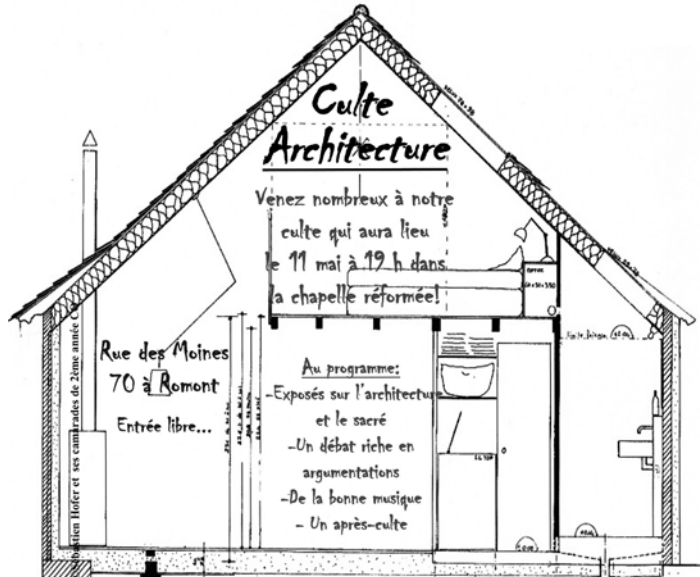 Culte
Architecture
Venez nombreux à notre
culte qui aura lieu
le 11 mai à 19 h dans
la chapelle réformée!
Rue des Moines
70 à Romont
Entrée libre...
Au programme:
-Exposés sur l'architecture
et le sacré
-Un débat riche en
argumentations
-De la bonne musique
- Un après-culte
Sébastien Hofer et ses camarades de 2ème année